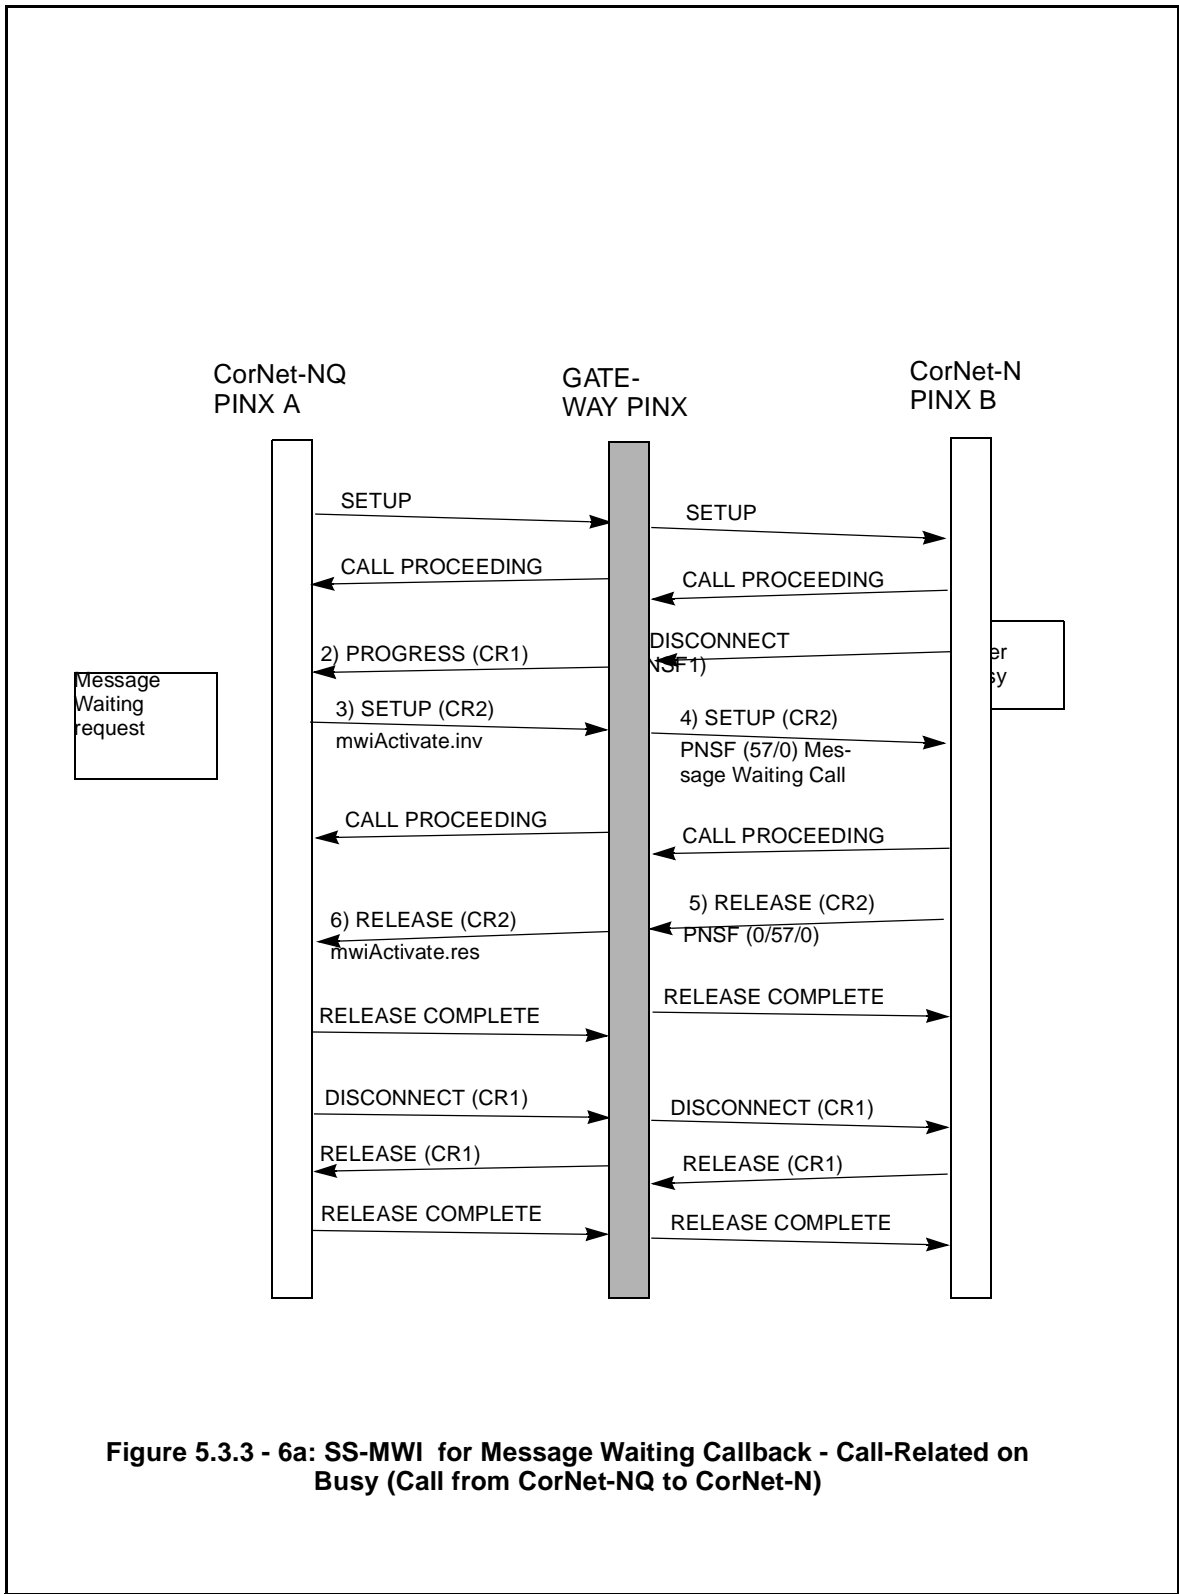 CorNet-NQ
PINX A
GATE-
WAY PINX
CorNet-N
PINX B
SETUP
SETUP
CALL PROCEEDING
CALL PROCEEDING
DISCONNECT
NSF1)
2) PROGRESS (CR1)
er
sy
Message
Waiting
request
3) SETUP (CR2)
mwiActivate.inv
4) SETUP (CR2)
PNSF (57/0) Mes-
sage Waiting Call
CALL PROCEEDING
CALL PROCEEDING
5) RELEASE (CR2)
PNSF (0/57/0)
6) RELEASE (CR2)
mwiActivate.res
RELEASE COMPLETE
RELEASE COMPLETE
DISCONNECT (CR1)
DISCONNECT (CR1)
RELEASE (CR1)
RELEASE (CR1)
RELEASE COMPLETE
RELEASE COMPLETE
Figure 5.3.3 - 6a: SS-MWI for Message Waiting Callback - Call-Related on
Busy (Call from CorNet-NQ to CorNet-N)